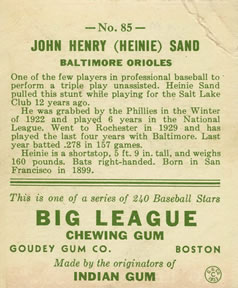 —No. 85—
JOHN HENRY (HEINIE) SAND
BALTIMORE ORIOLES
One of the few players in professional baseball to
perform a triple play unassisted. Heinie Sand
pulled this stunt while playing for the Salt Lake
Club 12 years ago.
He was grabbed by the Phillies in the Winter
of 1922 and played 6 years in the National
League. Went to Rochester in 1929 and has
played the last four years with Baltimore. Last
year batted .278 in 157 games.
Heinie is a shortstop, 5 ft. 9 in. tall, and weighs
160 pounds. Bats right-handed. Born in San
Francisco in 1899.
This is one of a series of 240 Baseball Stars
BIG LEAGUE
CHEWING GUM
GOUDEY GUM CO. BOSTON
Made by the originators of
INDIAN GUM